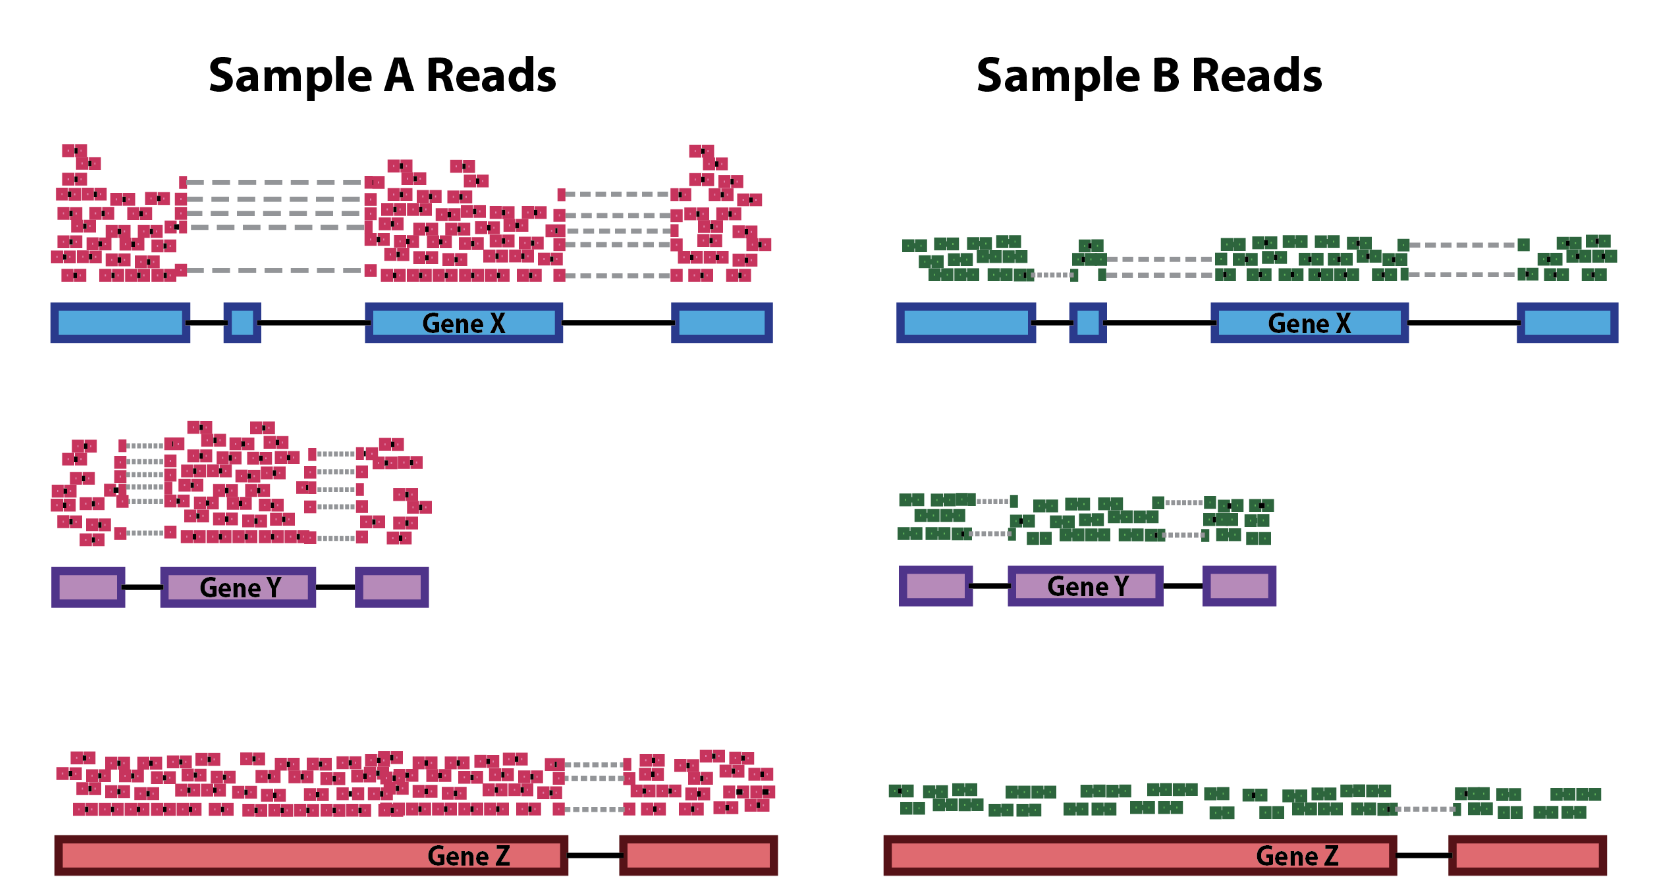 Sample A Reads
Sample B Reads
Gene X
Gene X
Gene Y
Gene Y
Gene Z
Gene Z